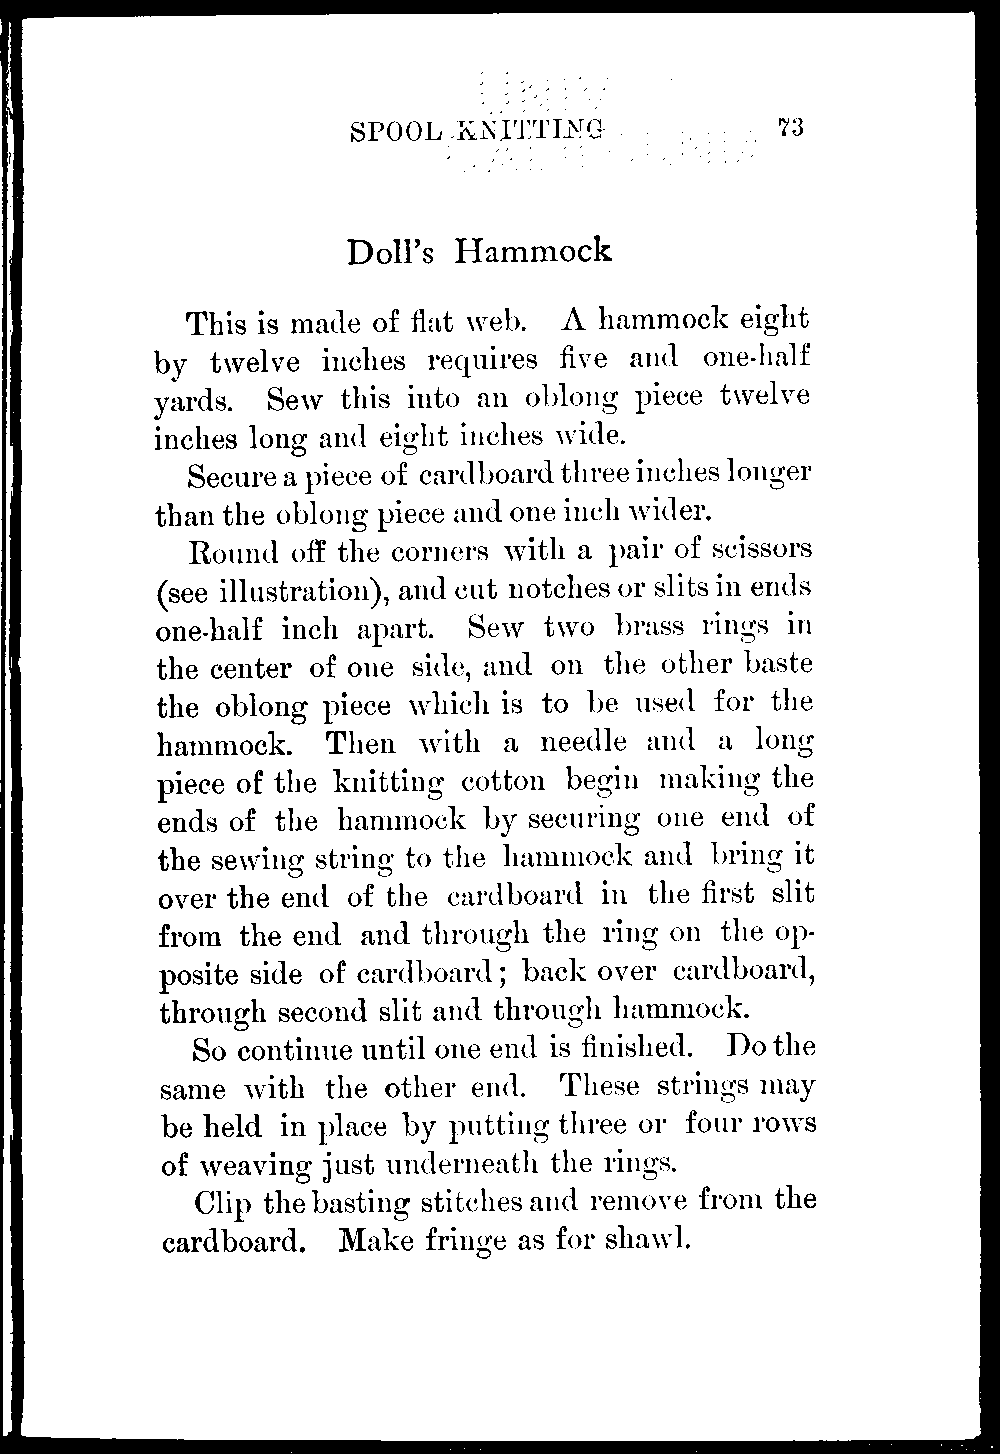 UNIV
SPOOL KNITTING 73
CALIFORNIA
Doll's Hammock
This is made of flat web. A hammock eight
by twelve inches requires five and one-half
yards. Sew this into an oblong piece twelve
inches long and eight inches wide.
Secure a piece of cardboard three inches longer
than the oblong piece and one inch wider.
Round off the corners with a pair of scissors
(see illustration), and cut notches or slits in ends
one-half inch apart. Sew two brass rings in
the center of one side, and on the other baste
the oblong piece which is to be used for the
hammock. Then with a needle and a long
piece of the knitting cotton begin making the
ends of the hammock by securing one end of
the sewing string to the hammock and bring it
over the end of the cardboard in the first slit
from the end and through the ring on the op-
posite side of cardboard; back over cardboard,
through second slit and through hammock.
So continue until one end is finished. Do the
same with the other end. These strings may
be held in place by putting three or four rows
of weaving just underneath the rings.
Clip the basting stitches and remove from the
cardboard. Make fringe as for shawl.